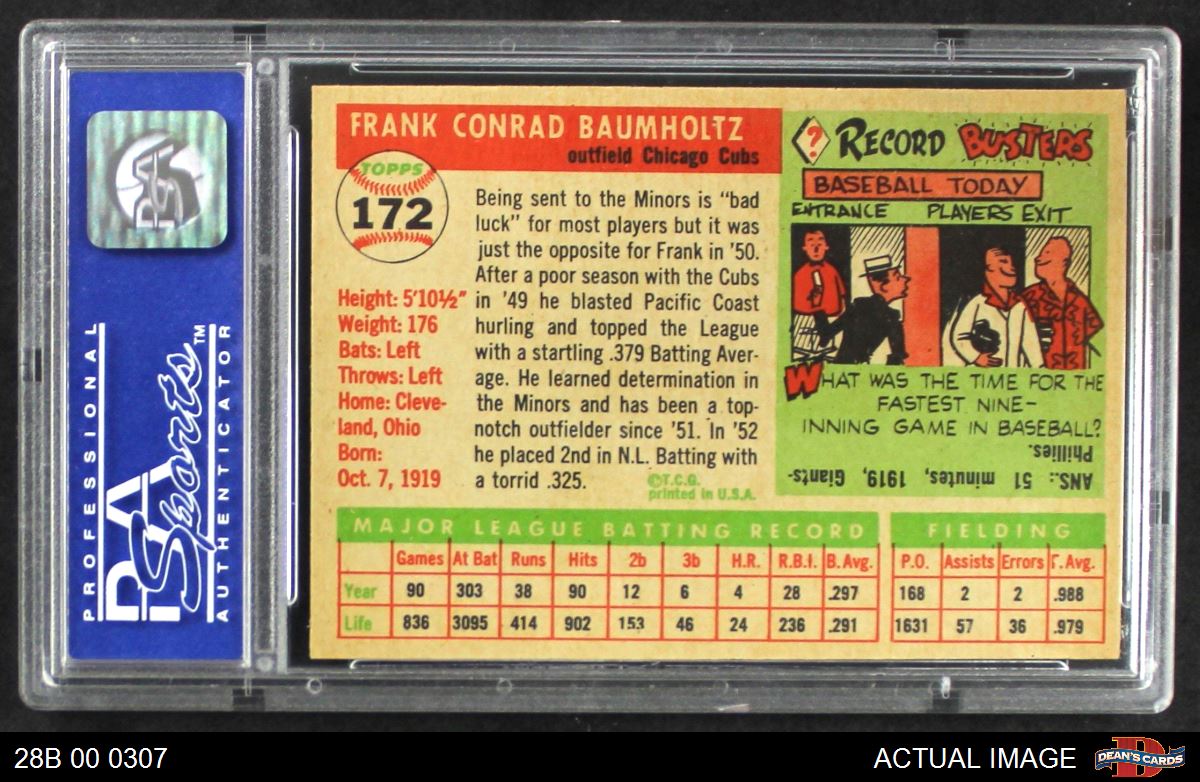 PSA
PROFESSIONAL
PSA
Sports™
AUTHENTICATOR
FRANK CONRAD BAUMHOLTZ
outfield Chicago Cubs
TOPPS
172
Height: 5'10½"
Weight: 176
Bats: Left
Throws: Left
Home: Cleve-
land, Ohio
Born:
Oct. 7, 1919
Being sent to the Minors is "bad
luck" for most players but it was
just the opposite for Frank in '50.
After a poor season with the Cubs
in '49 he blasted Pacific Coast
hurling and topped the League
with a startling .379 Batting Aver-
age. He learned determination in
the Minors and has been a top-
notch outfielder since '51. In '52
he placed 2nd in N.L. Batting with
a torrid .325.
©T.C.G.
printed in U.S.A.
? RECORD BUSTERS
BASEBALL TODAY
ENTRANCE PLAYERS EXIT
WHAT WAS THE TIME FOR THE
FASTEST NINE-
INNING GAME IN BASEBALL?
ANS.: 51 minutes, 1919, Giants-
Phillies.
MAJOR LEAGUE BATTING RECORD FIELDING
Games At Bat Runs Hits 2b 3b H.R. R.B.I. B.Avg. P.O. Assists Errors F.Avg.
Year 90 303 38 90 12 6 4 28 .297 168 2 2 .988
Life 836 3095 414 902 153 46 24 236 .291 1631 57 36 .979
28B 00 0307
ACTUAL IMAGE
D
DEAN'S CARDS